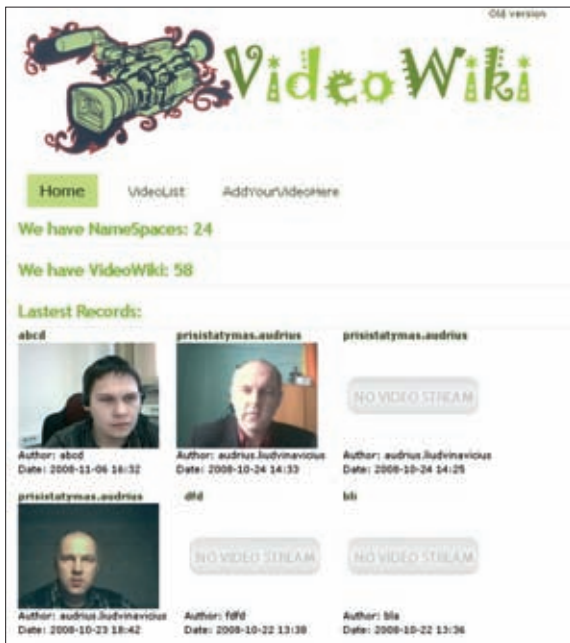 Old version
VideoWiki
Home VideoList AddYourVideoHere
We have NameSpaces: 24
We have VideoWiki: 58
Lastest Records:
abcd prisistatymas.audrius prisistatymas.audrius
NO VIDEO STREAM
Author: abcd Author: audrius.liudvinavicius Author: audrius.liudvinavicius
Date: 2008-11-06 16:32 Date: 2008-10-24 14:33 Date: 2008-10-24 14:25
prisistatymas.audrius dfd bli
NO VIDEO STREAM NO VIDEO STREAM
Author: audrius.liudvinavicius Author: fdfd Author: bla
Date: 2008-10-23 18:42 Date: 2008-10-22 13:38 Date: 2008-10-22 13:36